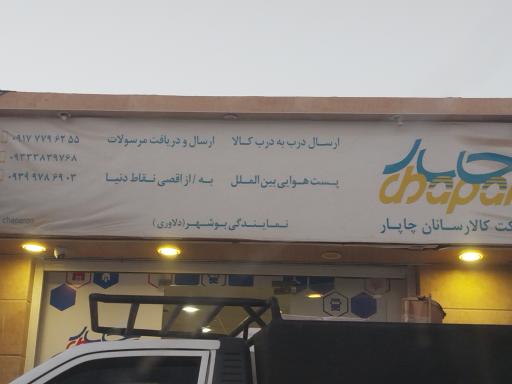 چاپار
chapar
شرکت کالارسانان چاپار
ارسال درب به درب کالا ارسال و دریافت مرسولات
پست هوایی بین الملل به / از اقصی نقاط دنیا
نمایندگی بوشهر (دلاوری)
۰۹۱۷ ۷۷۹ ۶۲ ۵۵
۰۹۳۳۳۸۳۹۷۶۸
۰۹۳۹ ۹۷۸ ۶۹ ۰۳